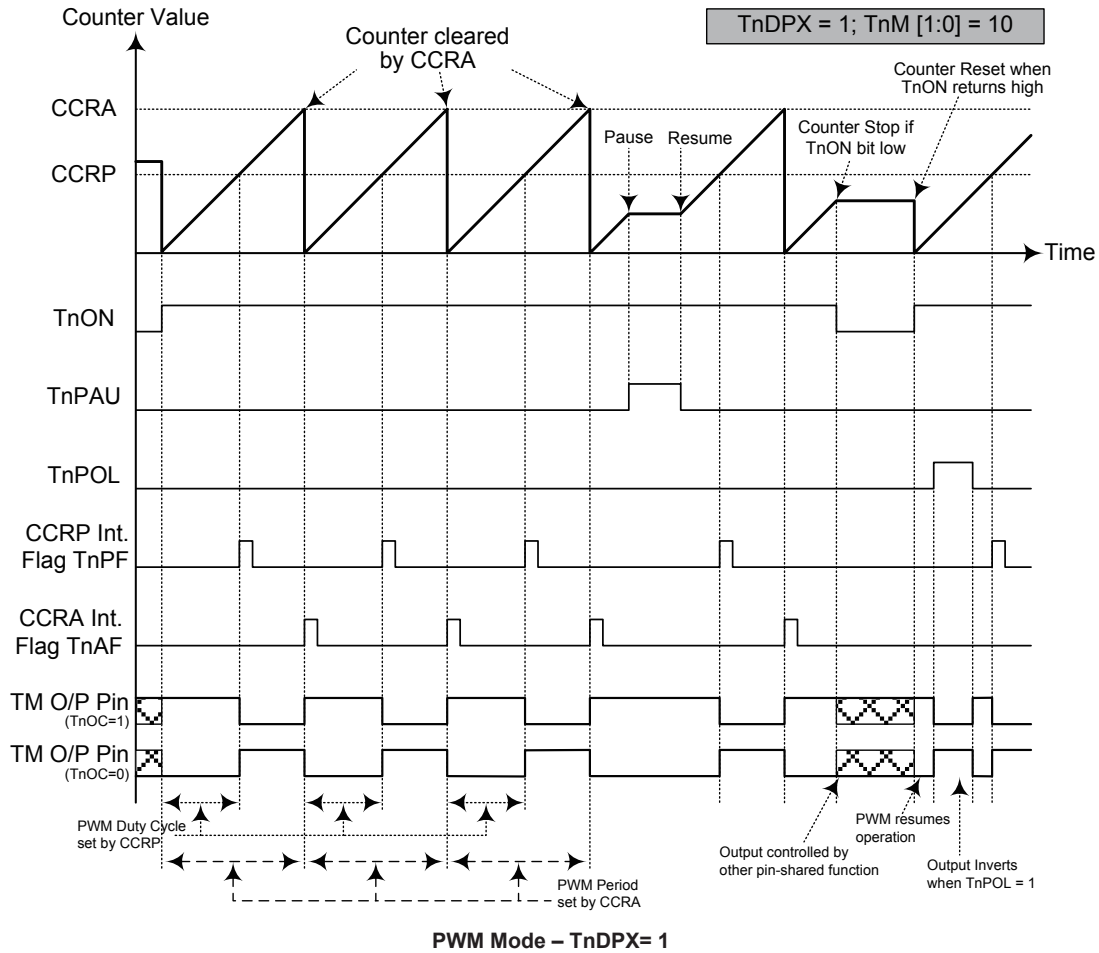 Counter Value
TnDPX = 1; TnM [1:0] = 10
Counter cleared
by CCRA
Counter Reset when
TnON returns high
CCRA
Counter Stop if
TnON bit low
Pause
Resume
CCRP
Time
TnON
TnPAU
TnPOL
CCRP Int.
Flag TnPF
CCRA Int.
Flag TnAF
TM O/P Pin
(TnOC=1)
TM O/P Pin
(TnOC=0)
PWM Duty Cycle
set by CCRP
PWM resumes
operation
Output controlled by
other pin-shared function
Output Inverts
when TnPOL = 1
PWM Period
set by CCRA
PWM Mode – TnDPX= 1